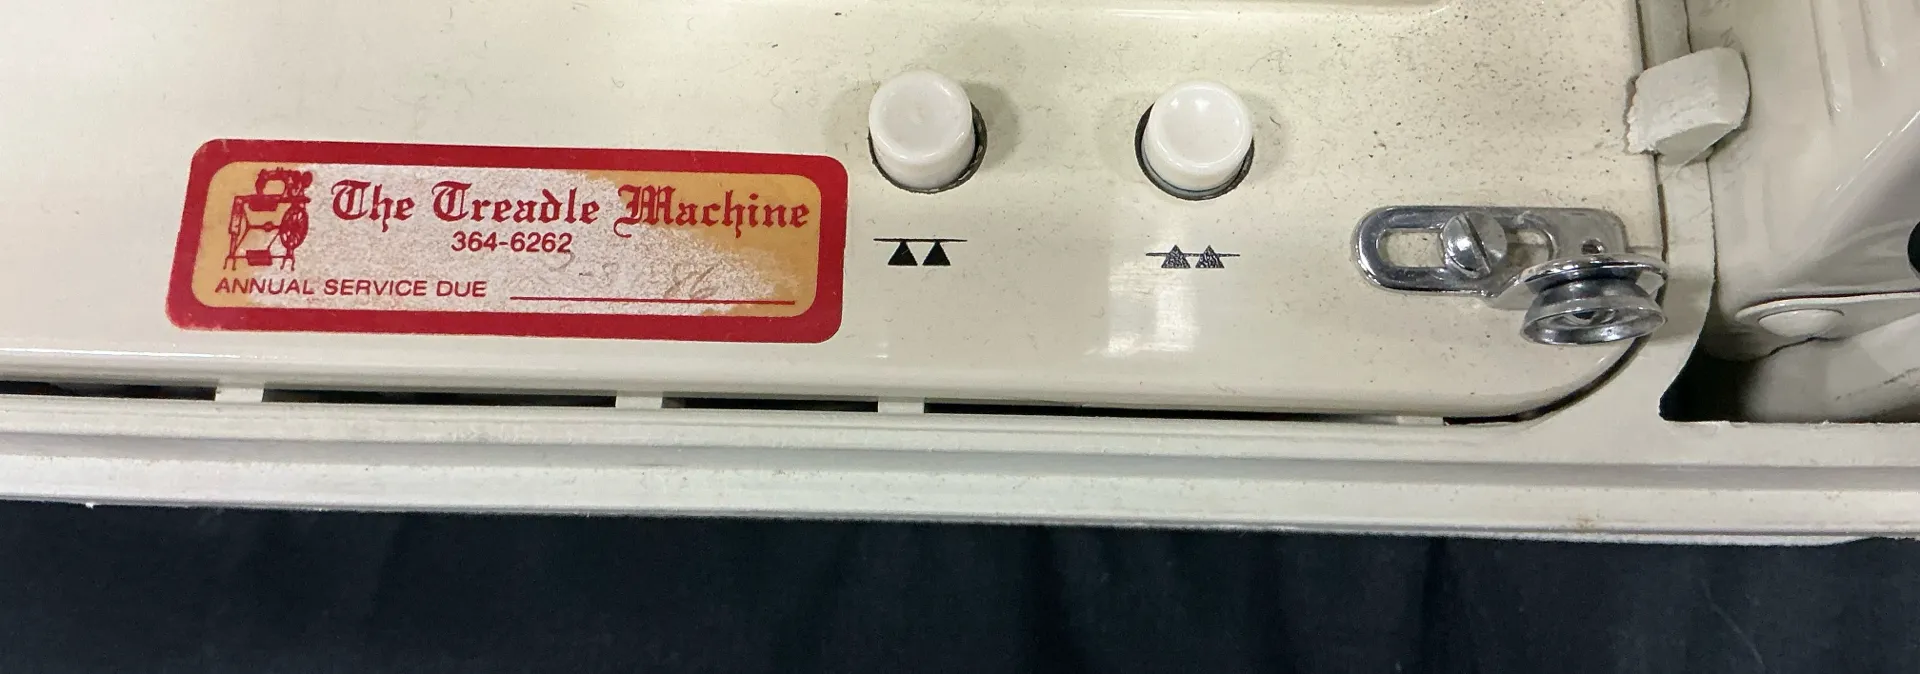 The Treadle Machine
364-6262
ANNUAL SERVICE DUE